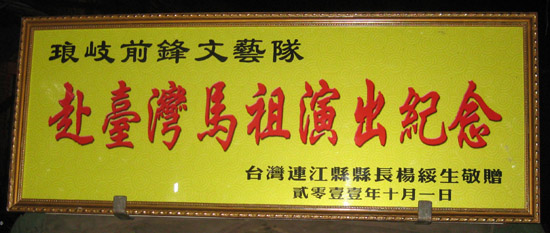 琅岐前鋒文藝隊
赴臺灣馬祖演出紀念
台灣連江縣縣長楊綏生敬贈
貳零壹壹年十月一日